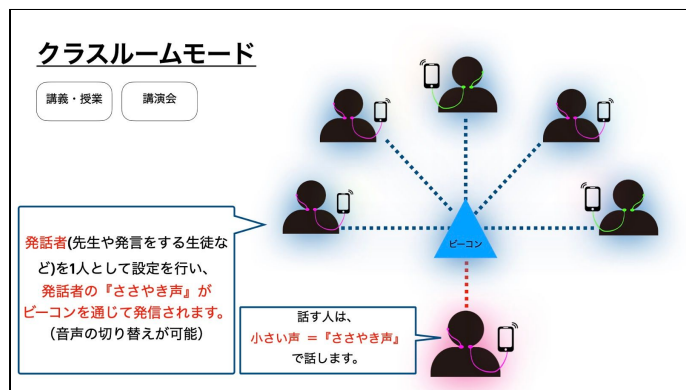 クラスルームモード
講義・授業
講演会
発話者(先生や発言をする生徒な
ど)を1人として設定を行い、
発話者の『ささやき声』が
ビーコンを通じて発信されます。
（音声の切り替えが可能）
ビーコン
話す人は、
小さい声 ＝『ささやき声』
で話します。